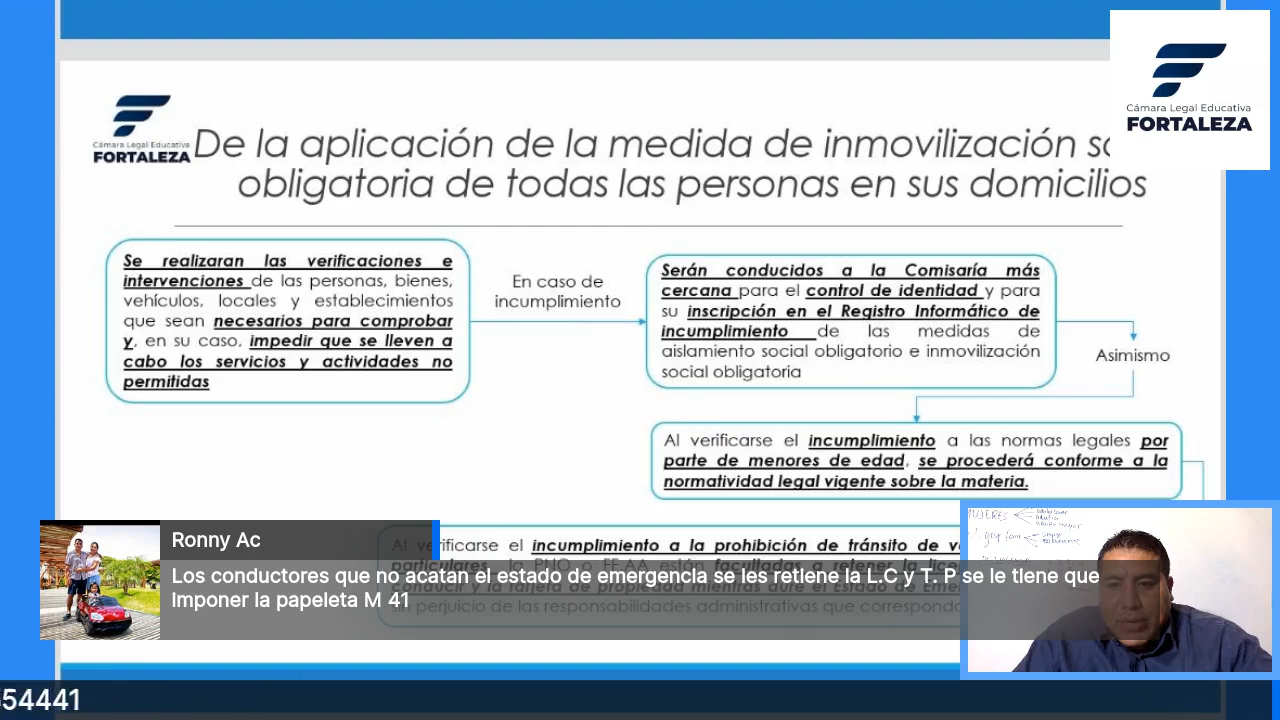 Cámara Legal Educativa
FORTALEZA
Cámara Legal Educativa
FORTALEZA
De la aplicación de la medida de inmovilización
obligatoria de todas las personas en sus domicilios
Se realizaran las verificaciones e
intervenciones de las personas, bienes,
vehículos, locales y establecimientos
que sean necesarios para comprobar
y, en su caso, impedir que se lleven a
cabo los servicios y actividades no
permitidas
En caso de
incumplimiento
Serán conducidos a la Comisaría más
cercana para el control de identidad y para
su inscripción en el Registro Informático de
incumplimiento de las medidas de
aislamiento social obligatorio e inmovilización
social obligatoria
Asimismo
Al verificarse el incumplimiento a las normas legales por
parte de menores de edad, se procederá conforme a la
normatividad legal vigente sobre la materia.
Al verificarse el incumplimiento a la prohibición de tránsito de
particulares, la PNP o FF.AA están facultadas a retener la
conducir y la tarjeta de propiedad mientras dure el Estado de
sin perjuicio de las responsabilidades administrativas que
Ronny Ac
Los conductores que no acatan el estado de emergencia se les retiene la L.C y T. P se le tiene que
Imponer la papeleta M 41
MUJERES
54441